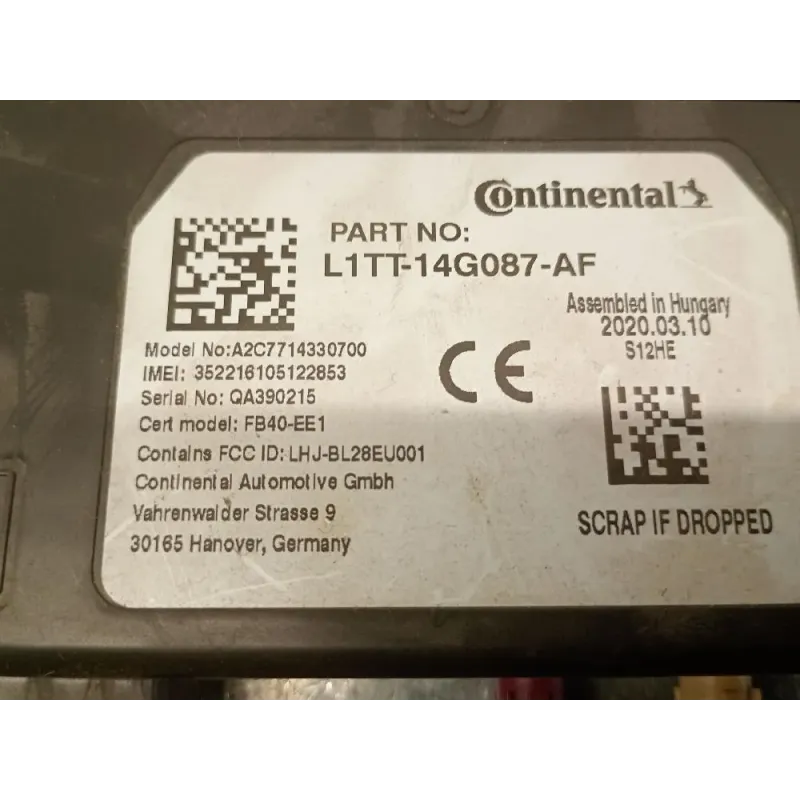 Continental
PART NO:
L1TT-14G087-AF
Assembled in Hungary
2020.03.10
S12HE
Model No:A2C7714330700
IMEI: 352216105122853
Serial No: QA390215
Cert model: FB40-EE1
Contains FCC ID: LHJ-BL28EU001
Continental Automotive Gmbh
Vahrenwalder Strasse 9
30165 Hanover, Germany
CE
SCRAP IF DROPPED